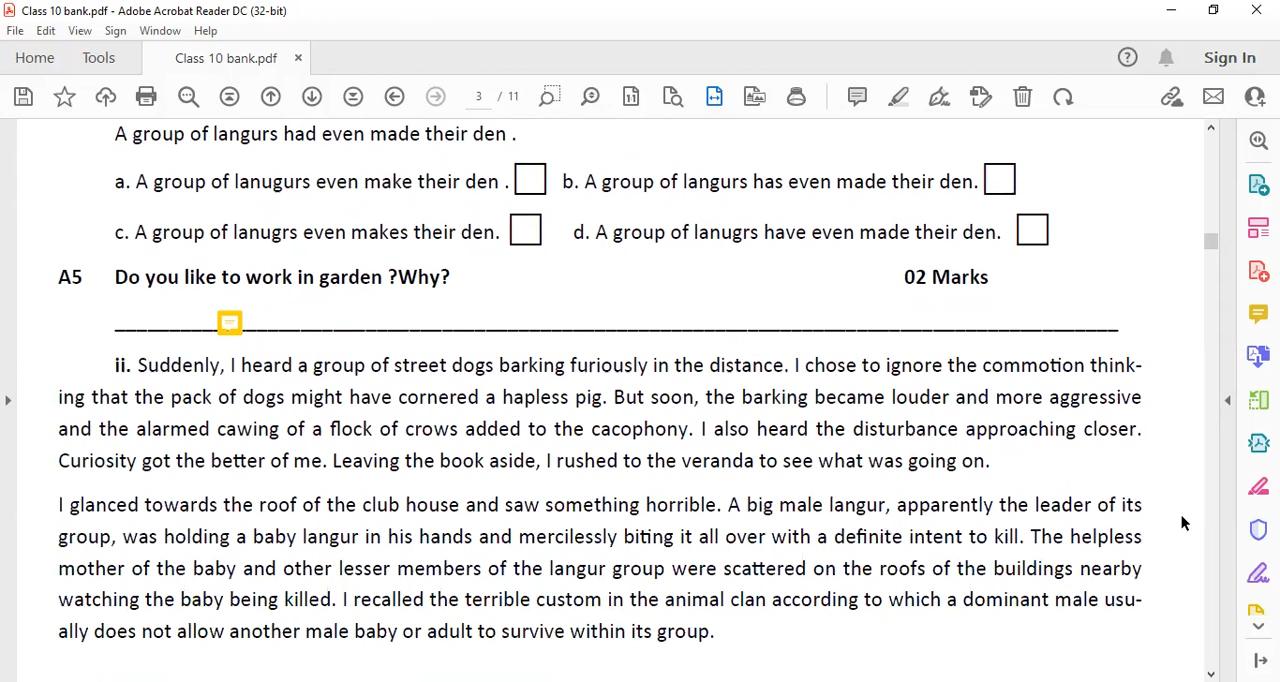 Class 10 bank.pdf - Adobe Acrobat Reader DC (32-bit)
File Edit View Sign Window Help
Home Tools Class 10 bank.pdf × Sign In
3 / 11
A group of langurs had even made their den .
a. A group of lanugurs even make their den . b. A group of langurs has even made their den.
c. A group of lanugrs even makes their den. d. A group of lanugrs have even made their den.
A5 Do you like to work in garden ?Why? 02 Marks
ii. Suddenly, I heard a group of street dogs barking furiously in the distance. I chose to ignore the commotion think-
ing that the pack of dogs might have cornered a hapless pig. But soon, the barking became louder and more aggressive
and the alarmed cawing of a flock of crows added to the cacophony. I also heard the disturbance approaching closer.
Curiosity got the better of me. Leaving the book aside, I rushed to the veranda to see what was going on.
I glanced towards the roof of the club house and saw something horrible. A big male langur, apparently the leader of its
group, was holding a baby langur in his hands and mercilessly biting it all over with a definite intent to kill. The helpless
mother of the baby and other lesser members of the langur group were scattered on the roofs of the buildings nearby
watching the baby being killed. I recalled the terrible custom in the animal clan according to which a dominant male usu-
ally does not allow another male baby or adult to survive within its group.